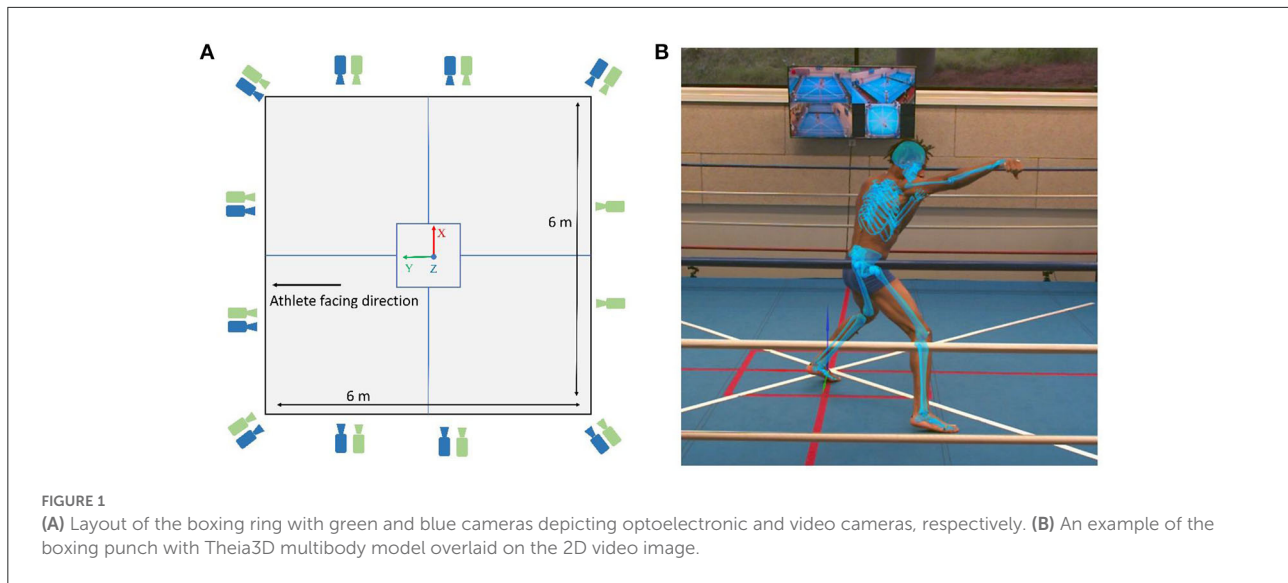 A
B
6 m
X
Y
Z
Athlete facing direction
6 m
FIGURE 1
(A) Layout of the boxing ring with green and blue cameras depicting optoelectronic and video cameras, respectively. (B) An example of the
boxing punch with Theia3D multibody model overlaid on the 2D video image.